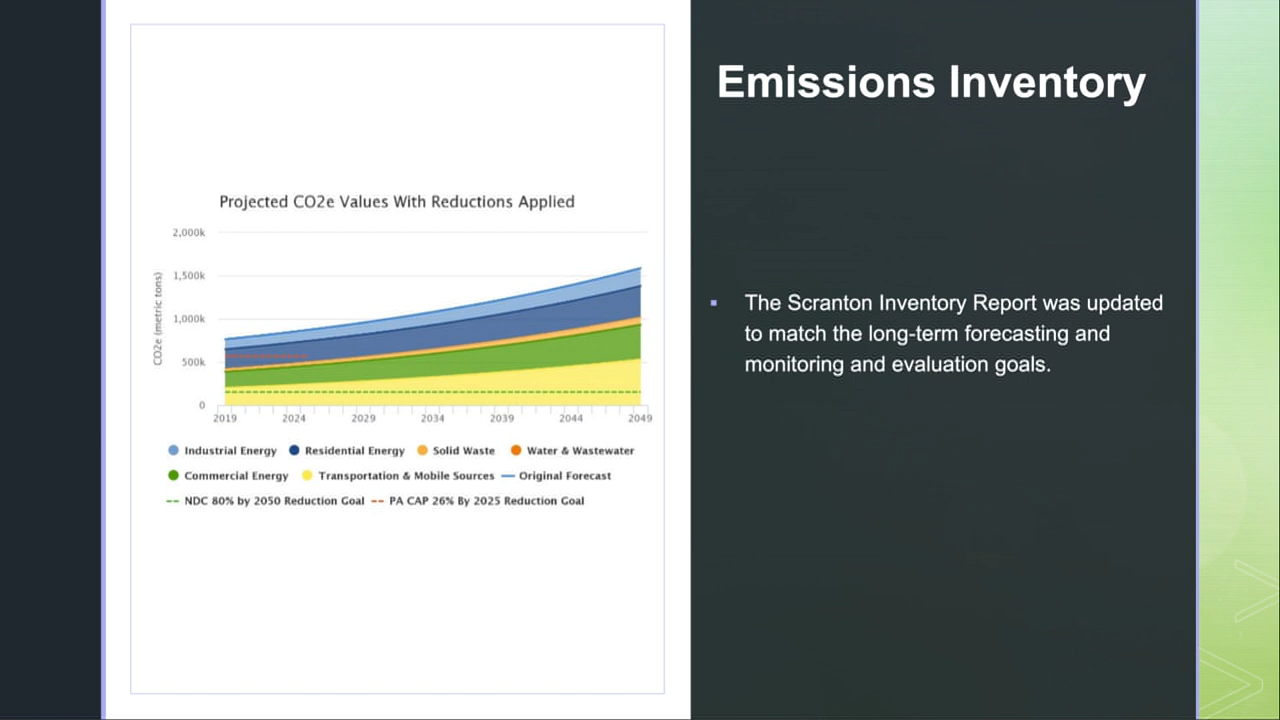 Emissions Inventory
Projected CO2e Values With Reductions Applied
CO2e (metric tons)
2,000k
1,500k
1,000k
500k
0
2019 2024 2029 2034 2039 2044 2049
Industrial Energy Residential Energy Solid Waste Water & Wastewater
Commercial Energy Transportation & Mobile Sources Original Forecast
NDC 80% by 2050 Reduction Goal PA CAP 26% By 2025 Reduction Goal
The Scranton Inventory Report was updated
to match the long-term forecasting and
monitoring and evaluation goals.